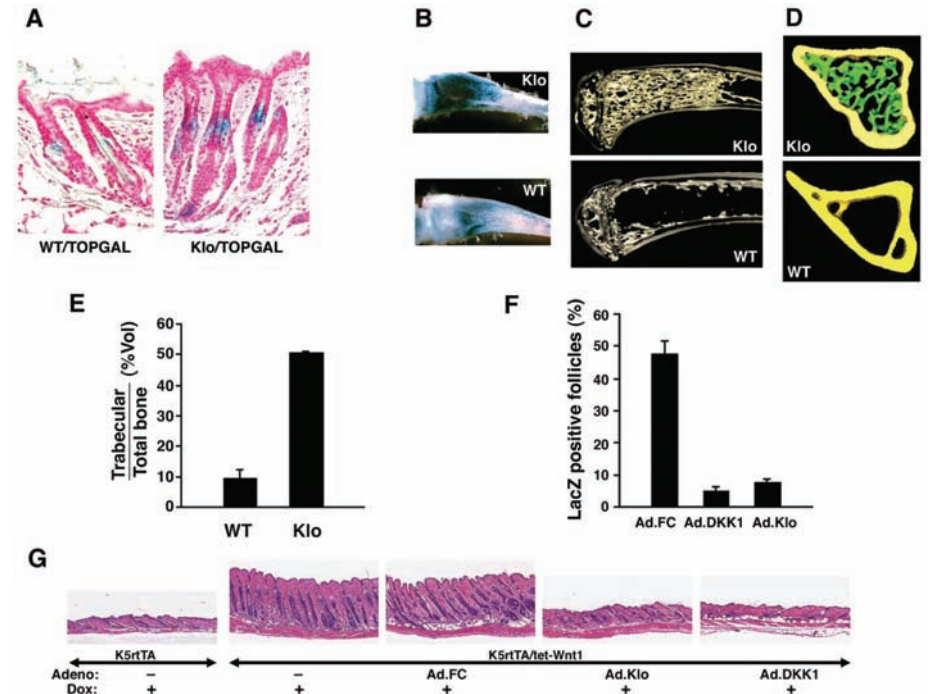 A
B
C
D
WT/TOPGAL
Klo/TOPGAL
Klo
WT
Klo
WT
Klo
WT
E
Trabecular
Total bone
(%Vol)
60
50
40
30
20
10
0
WT
Klo
F
LacZ positive follicles (%)
60
50
40
30
20
10
0
Ad.FC
Ad.DKK1
Ad.Klo
G
K5rtTA
K5rtTA/tet-Wnt1
Adeno: – – Ad.FC Ad.Klo Ad.DKK1
Dox: + + + + +